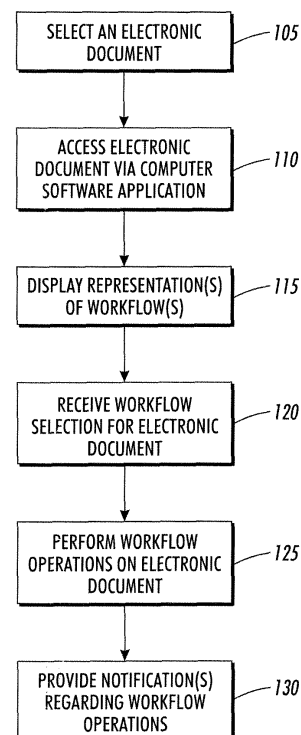 SELECT AN ELECTRONIC
DOCUMENT
105
ACCESS ELECTRONIC
DOCUMENT VIA COMPUTER
SOFTWARE APPLICATION
110
DISPLAY REPRESENTATION(S)
OF WORKFLOW(S)
115
RECEIVE WORKFLOW
SELECTION FOR ELECTRONIC
DOCUMENT
120
PERFORM WORKFLOW
OPERATIONS ON ELECTRONIC
DOCUMENT
125
PROVIDE NOTIFICATION(S)
REGARDING WORKFLOW
OPERATIONS
130